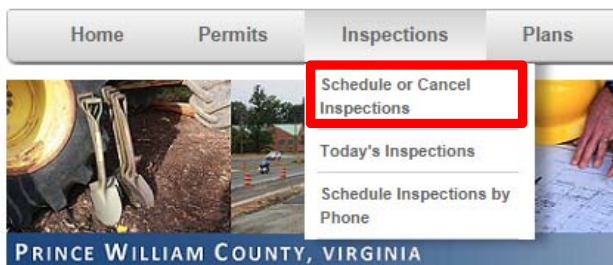 Home Permits Inspections Plans
Schedule or Cancel
Inspections
Today's Inspections
Schedule Inspections by
Phone
PRINCE WILLIAM COUNTY, VIRGINIA